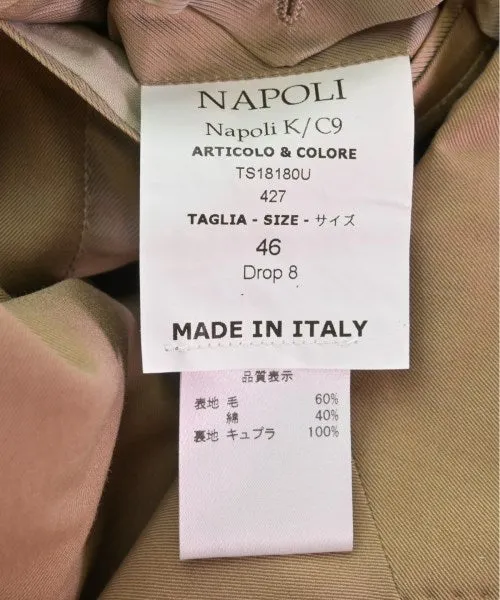 NAPOLI
Napoli K/C9
ARTICOLO & COLORE
TS18180U
427
TAGLIA - SIZE - サイズ
46
Drop 8
MADE IN ITALY
品質表示
表地 毛 60%
綿 40%
裏地 キュプラ 100%